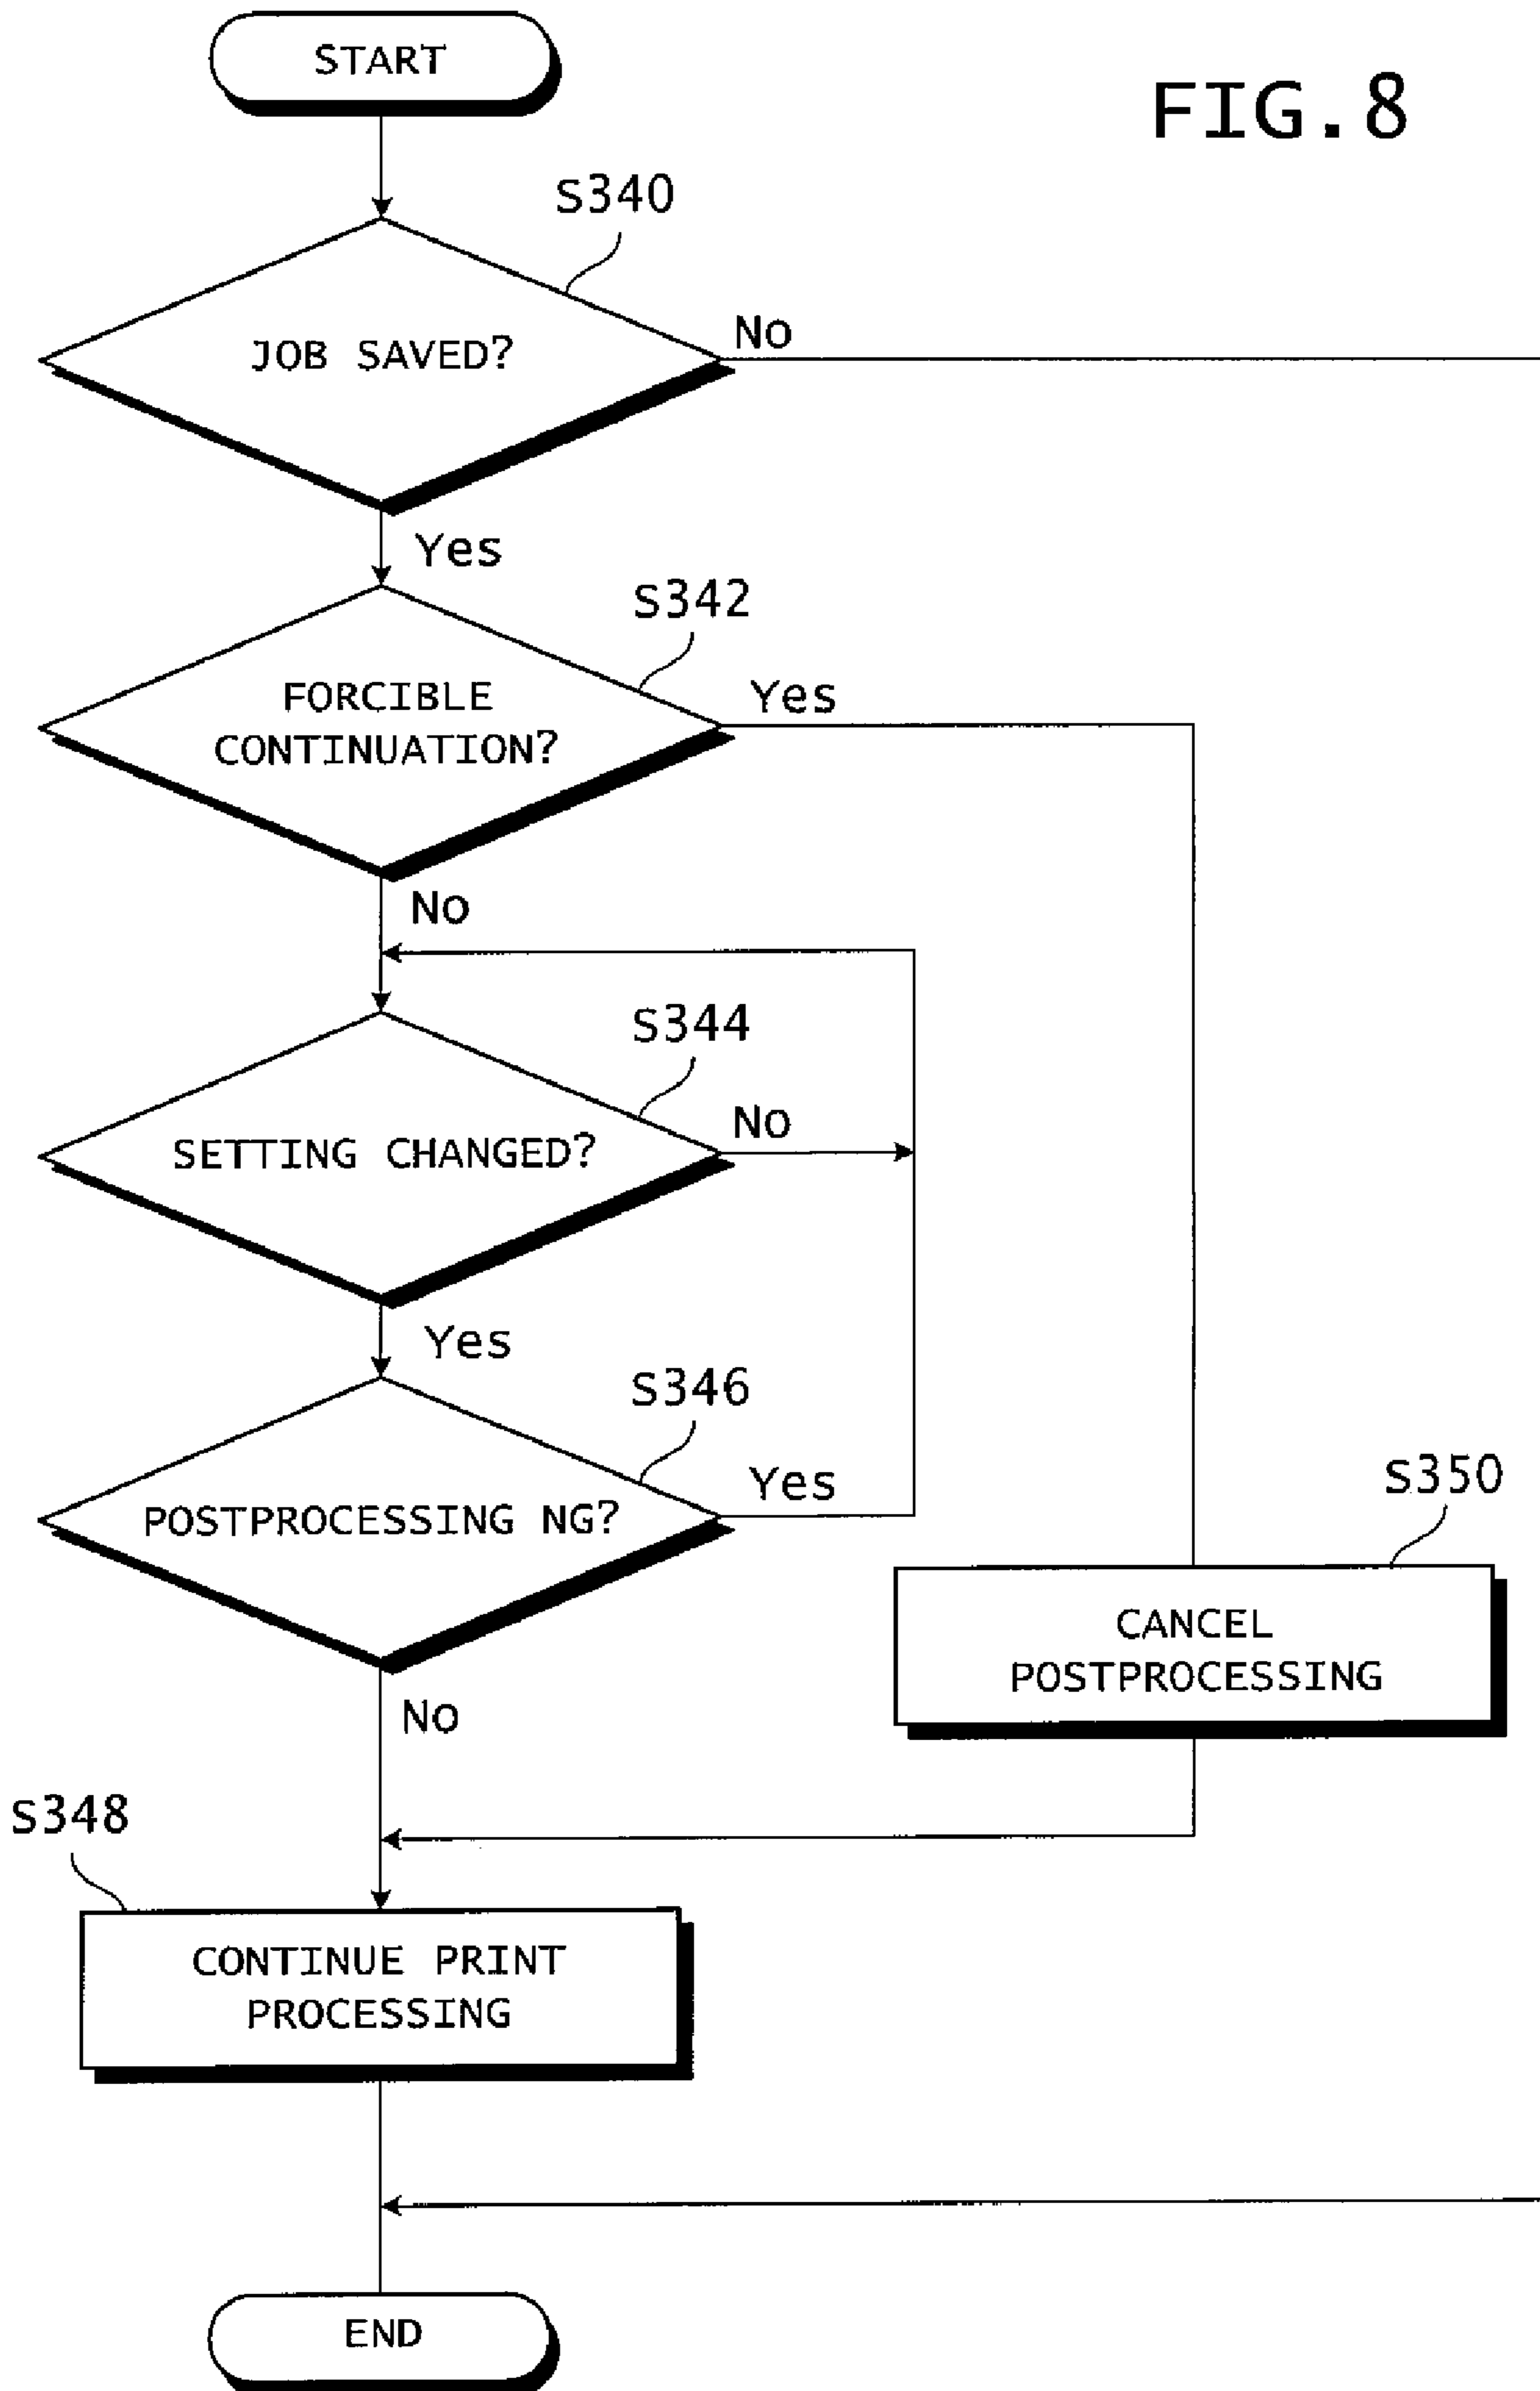 START
FIG.8
S340
JOB SAVED?
No
Yes
S342
FORCIBLE
CONTINUATION?
Yes
No
S344
SETTING CHANGED?
No
Yes
S346
POSTPROCESSING NG?
Yes
S350
CANCEL
POSTPROCESSING
No
S348
CONTINUE PRINT
PROCESSING
END